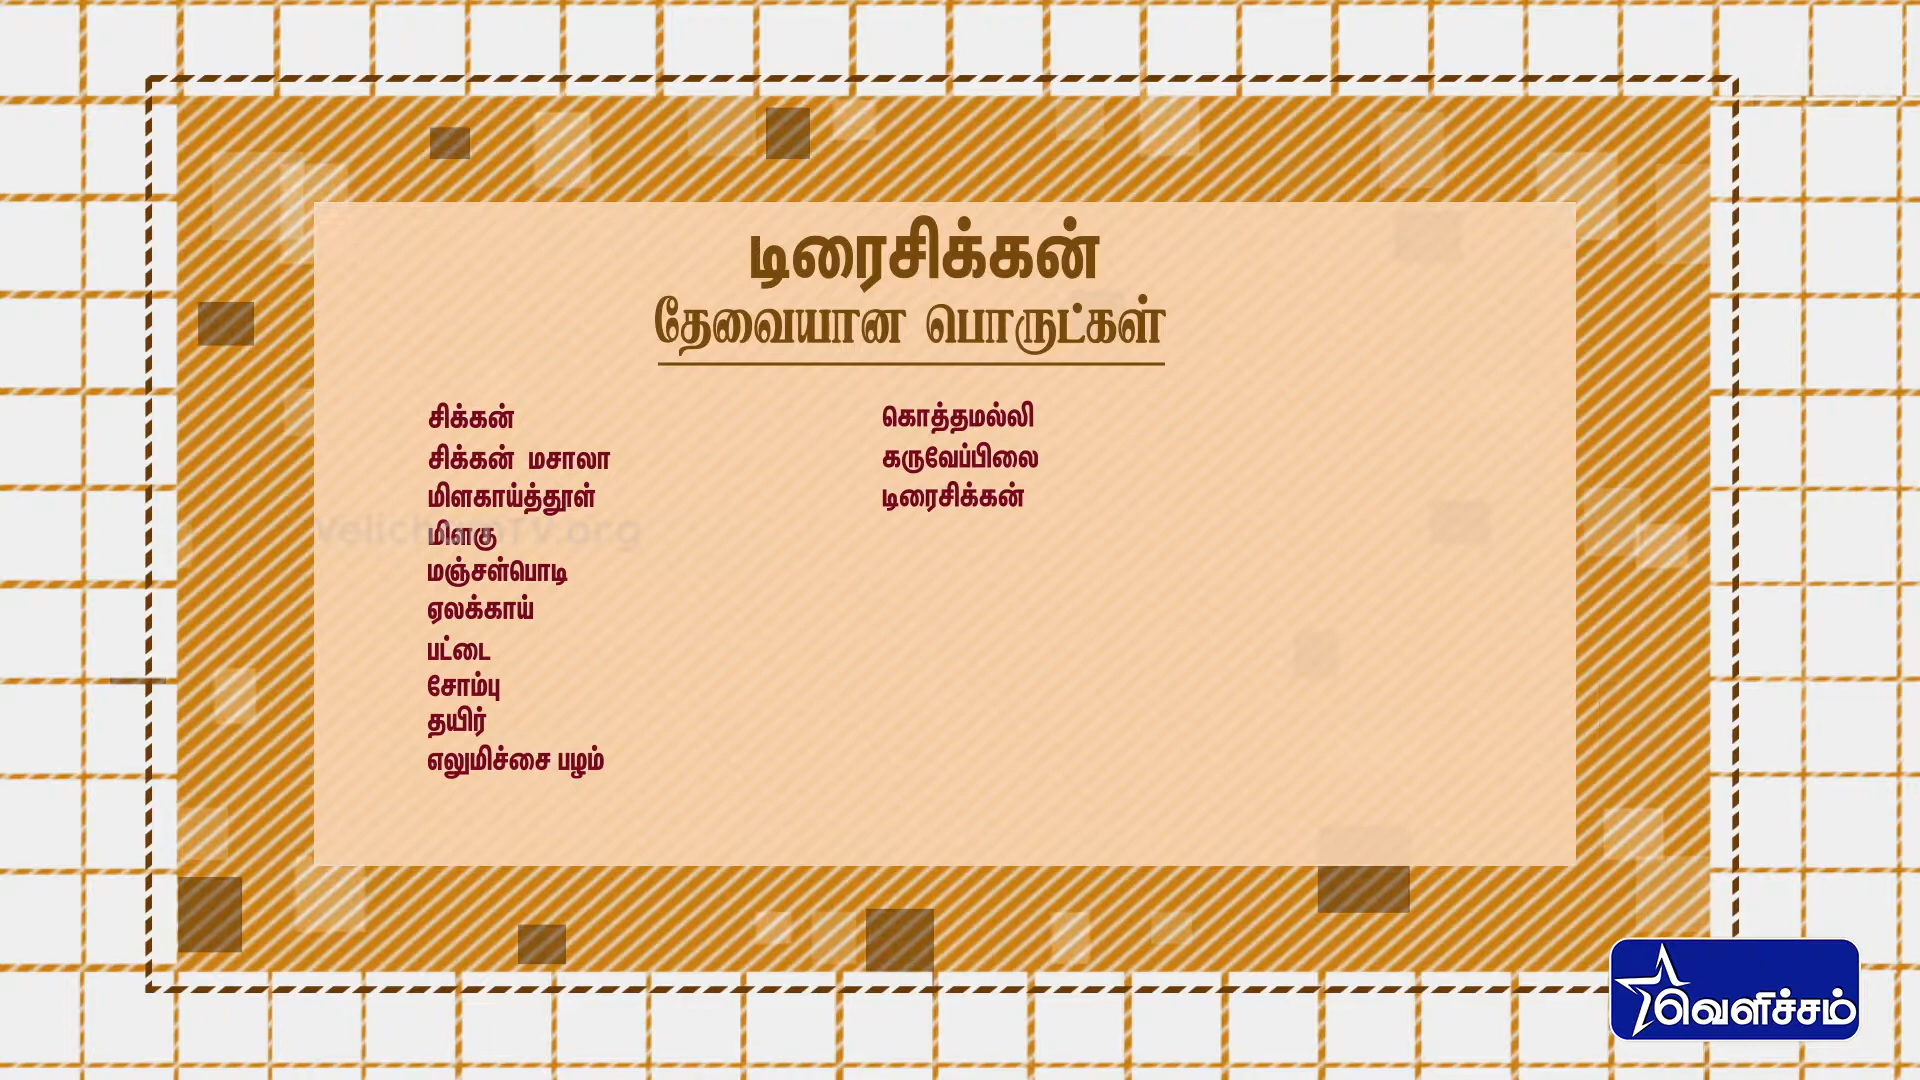 டிரைசிக்கன்
தேவையான பொருட்கள்
சிக்கன்
சிக்கன் மசாலா
மிளகாய்த்தூள்
மிளகு
மஞ்சள்பொடி
ஏலக்காய்
பட்டை
சோம்பு
தயிர்
எலுமிச்சை பழம்
கொத்தமல்லி
கருவேப்பிலை
டிரைசிக்கன்
வெளிச்சம்